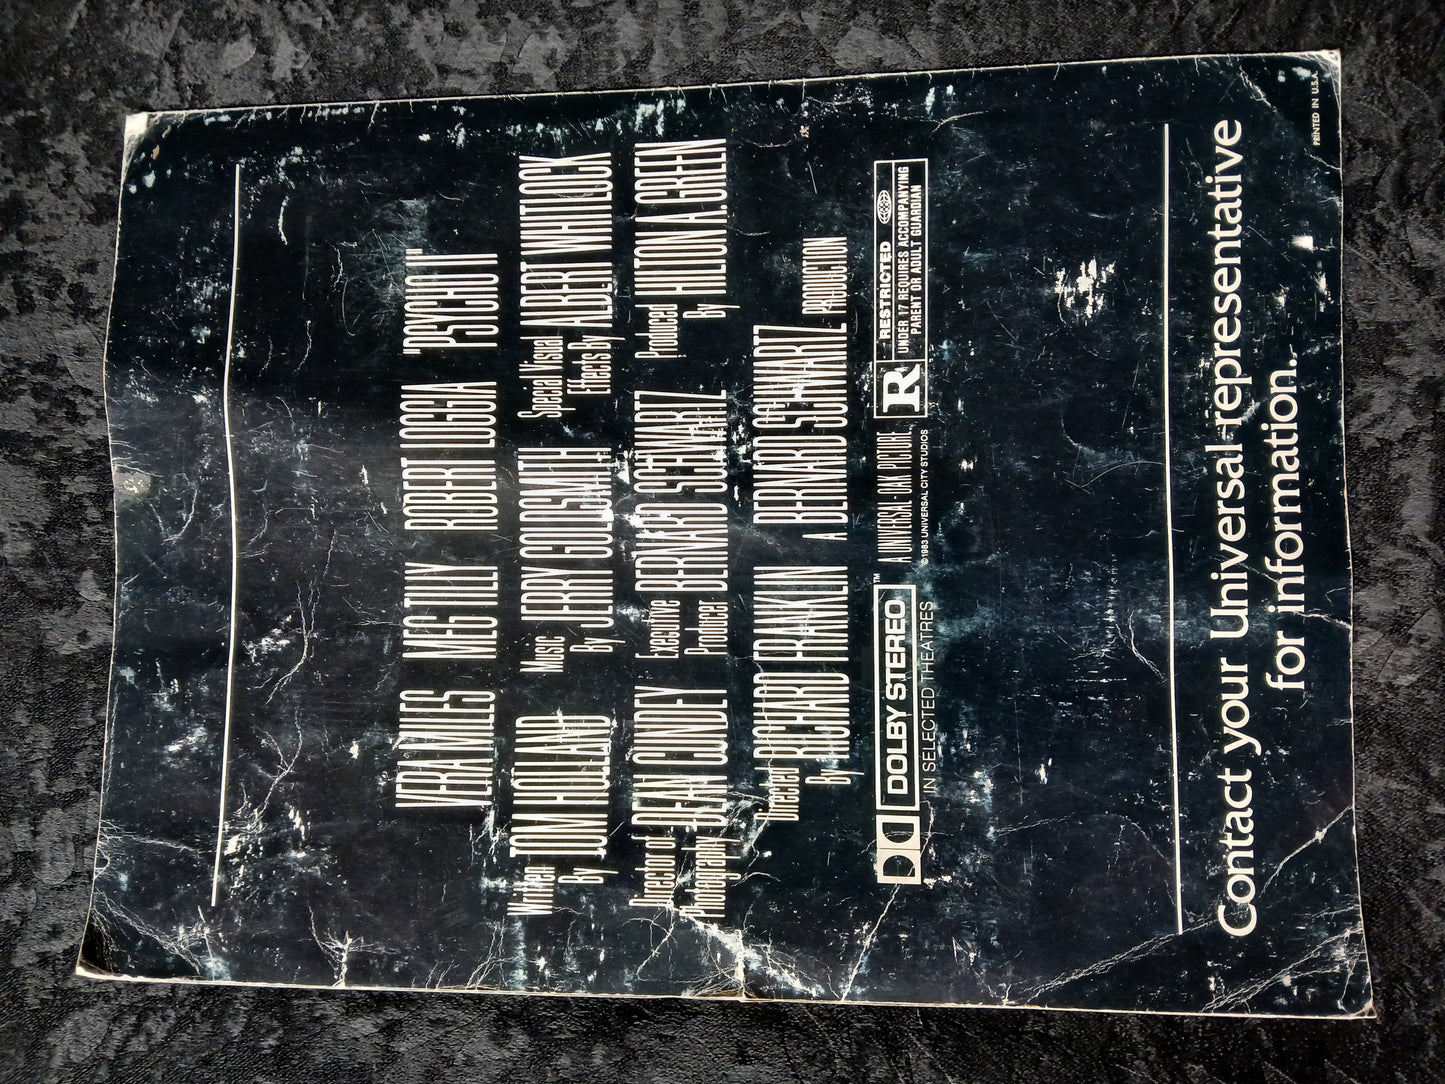 VERA MILES MEG TILLY ROBERT LOGGIA "PSYCHO II"
Written By TOM HOLLAND Music By JERRY GOLDSMITH Special Visual Effects By ALBERT WHITLOCK
Director of Photography DEAN CUNDEY Executive Producer BERNARD SCHWARTZ Produced By HILTON A. GREEN
Directed By RICHARD FRANKLIN A BERNARD SCHWARTZ PRODUCTION
DOLBY STEREO™
IN SELECTED THEATRES
A UNIVERSAL-OAK PICTURE
©1983 UNIVERSAL CITY STUDIOS
R RESTRICTED
UNDER 17 REQUIRES ACCOMPANYING
PARENT OR ADULT GUARDIAN
Contact your Universal representative
for information.
PRINTED IN U.S.A.